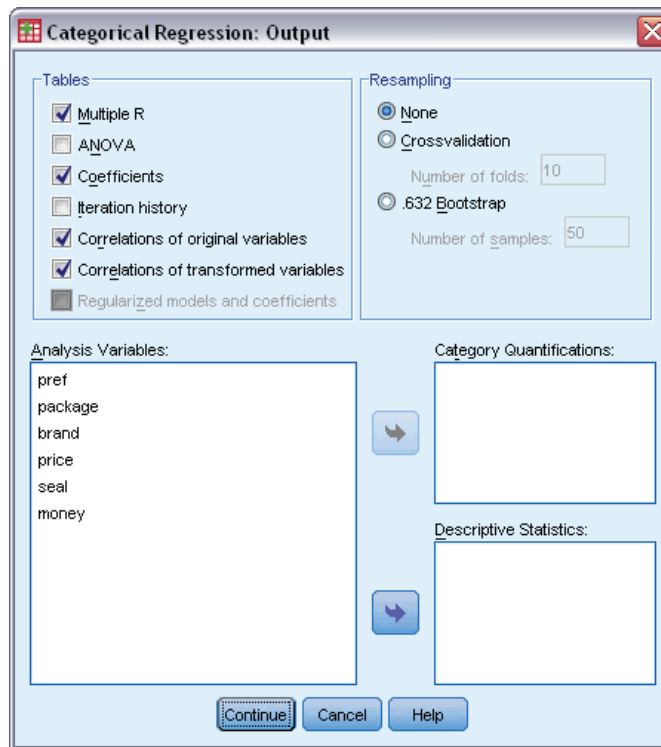 Categorical Regression: Output
Tables
Multiple R
ANOVA
Coefficients
Iteration history
Correlations of original variables
Correlations of transformed variables
Regularized models and coefficients
Resampling
None
Crossvalidation
Number of folds: 10
.632 Bootstrap
Number of samples: 50
Analysis Variables:
pref
package
brand
price
seal
money
Category Quantifications:
Descriptive Statistics:
Continue Cancel Help